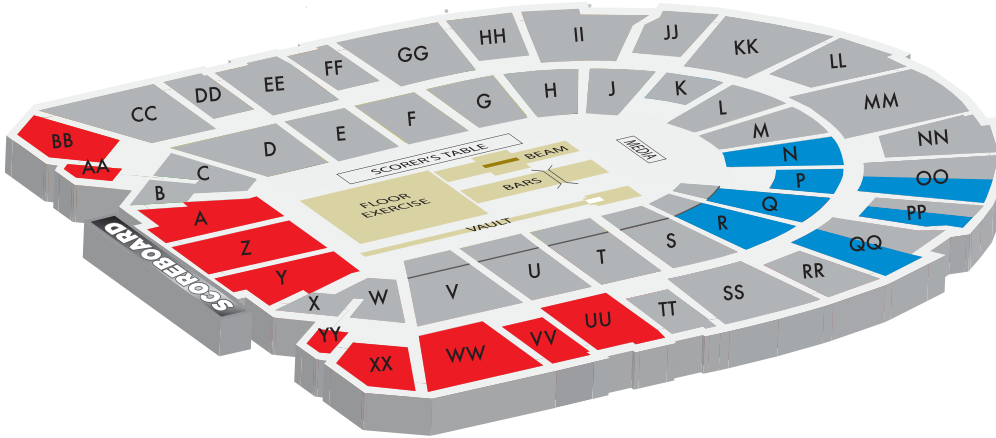 HH
II
JJ
GG
KK
FF
LL
EE
DD
CC
MM
BB
AA
NN
OO
PP
QQ
RR
SS
TT
UU
VV
WW
XX
YY
H
J
K
G
L
F
M
E
D
N
C
P
B
Q
A
R
Z
S
Y
T
X
U
W
V
SCORER'S TABLE
MEDIA
BEAM
BARS
FLOOR
EXERCISE
VAULT
SCOREBOARD